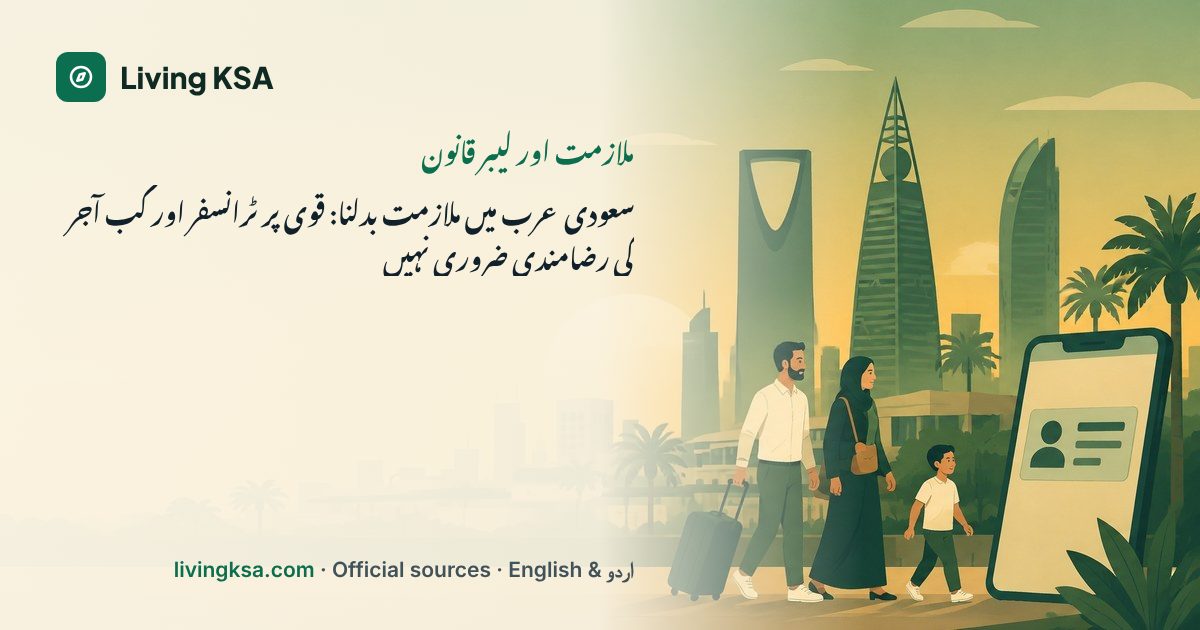 Living KSA
ملازمت اور لیبر قانون
سعودی عرب میں ملازمت بدلنا: قوی پر ٹرانسفر اور کب آجر
کی رضامندی ضروری نہیں
livingksa.com · Official sources · English & اردو